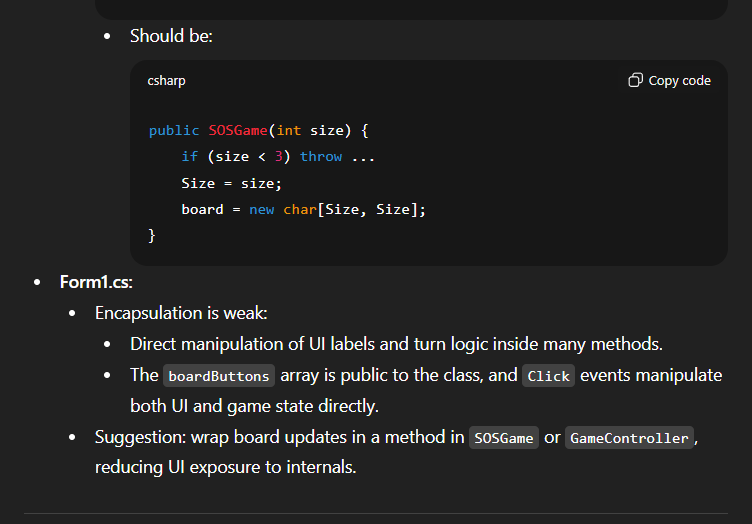 Should be:
csharp
Copy code
public SOSGame(int size) {
    if (size < 3) throw ...
    Size = size;
    board = new char[Size, Size];
}
Form1.cs:
Encapsulation is weak:
Direct manipulation of UI labels and turn logic inside many methods.
The boardButtons array is public to the class, and Click events manipulate
both UI and game state directly.
Suggestion: wrap board updates in a method in SOSGame or GameController,
reducing UI exposure to internals.